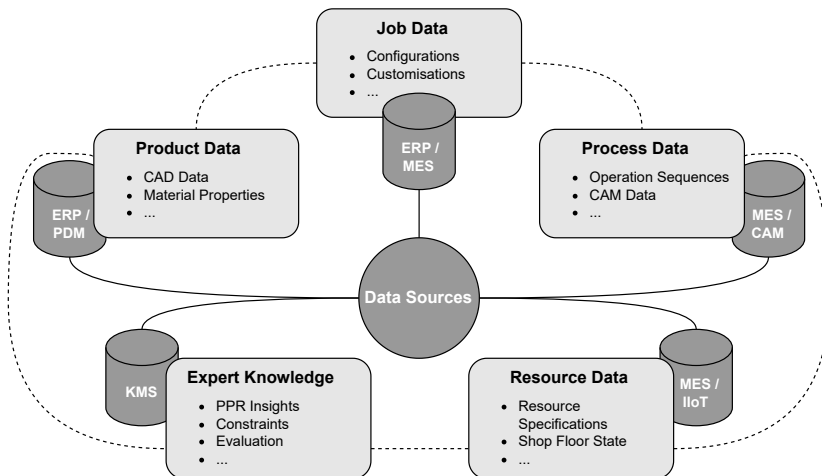 Job Data
• Configurations
• Customisations
• ...
ERP /
MES
Product Data
• CAD Data
• Material Properties
• ...
ERP /
PDM
Process Data
• Operation Sequences
• CAM Data
• ...
MES /
CAM
Data Sources
KMS
Expert Knowledge
• PPR Insights
• Constraints
• Evaluation
• ...
Resource Data
• Resource
Specifications
• Shop Floor State
• ...
MES /
IIoT